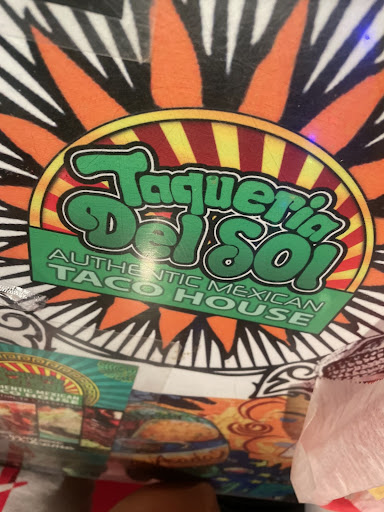 Taqueria
Del Sol
AUTHENTIC MEXICAN
TACO HOUSE